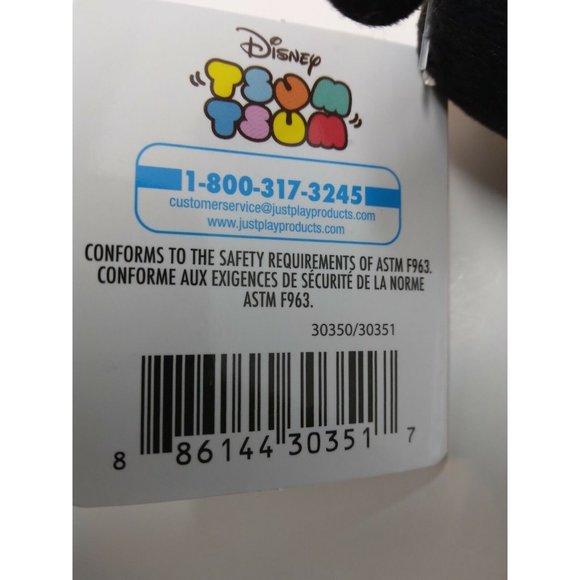 Disney
TSUM
TSUM
1-800-317-3245
customerservice@justplayproducts.com
www.justplayproducts.com
CONFORMS TO THE SAFETY REQUIREMENTS OF ASTM F963.
CONFORME AUX EXIGENCES DE SÉCURITÉ DE LA NORME
ASTM F963.
30350/30351
8 86144 30351 7